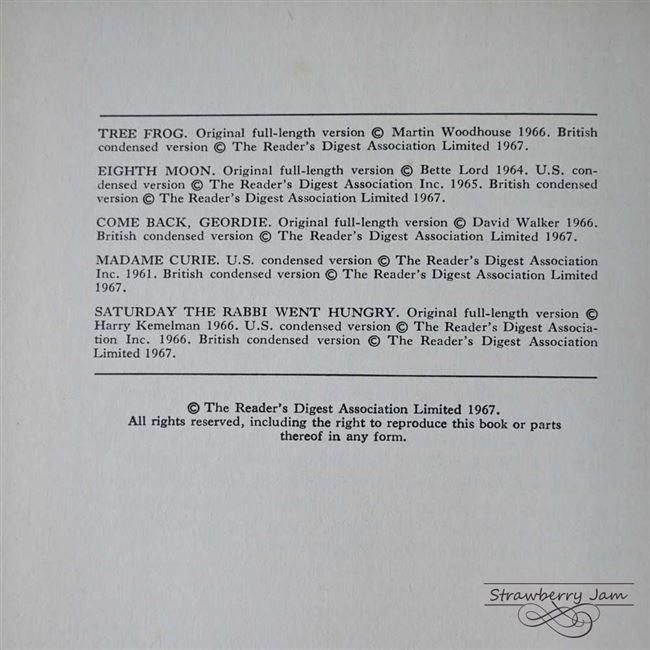 TREE FROG. Original full-length version © Martin Woodhouse 1966. British
condensed version © The Reader's Digest Association Limited 1967.
EIGHTH MOON. Original full-length version © Bette Lord 1964. U.S. con-
densed version © The Reader's Digest Association Inc. 1965. British condensed
version © The Reader's Digest Association Limited 1967.
COME BACK, GEORDIE. Original full-length version © David Walker 1966.
British condensed version © The Reader's Digest Association Limited 1967.
MADAME CURIE. U.S. condensed version © The Reader's Digest Association
Inc. 1961. British condensed version © The Reader's Digest Association Limited
1967.
SATURDAY THE RABBI WENT HUNGRY. Original full-length version ©
Harry Kemelman 1966. U.S. condensed version © The Reader's Digest Associa-
tion Inc. 1966. British condensed version © The Reader's Digest Association
Limited 1967.
© The Reader's Digest Association Limited 1967.
All rights reserved, including the right to reproduce this book or parts
thereof in any form.
Strawberry Jam